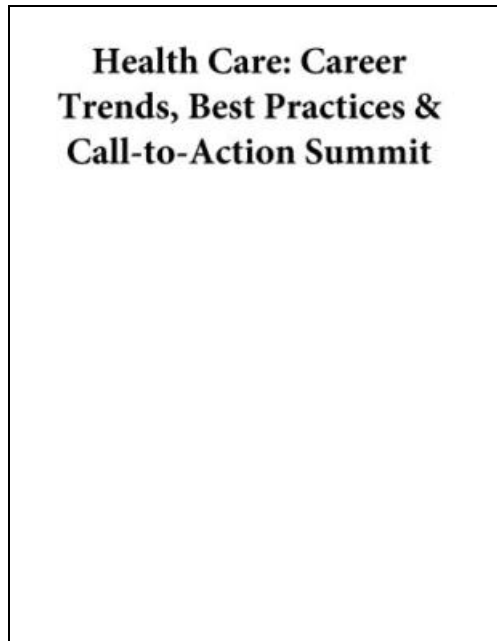 Health Care: Career
Trends, Best Practices &
Call-to-Action Summit